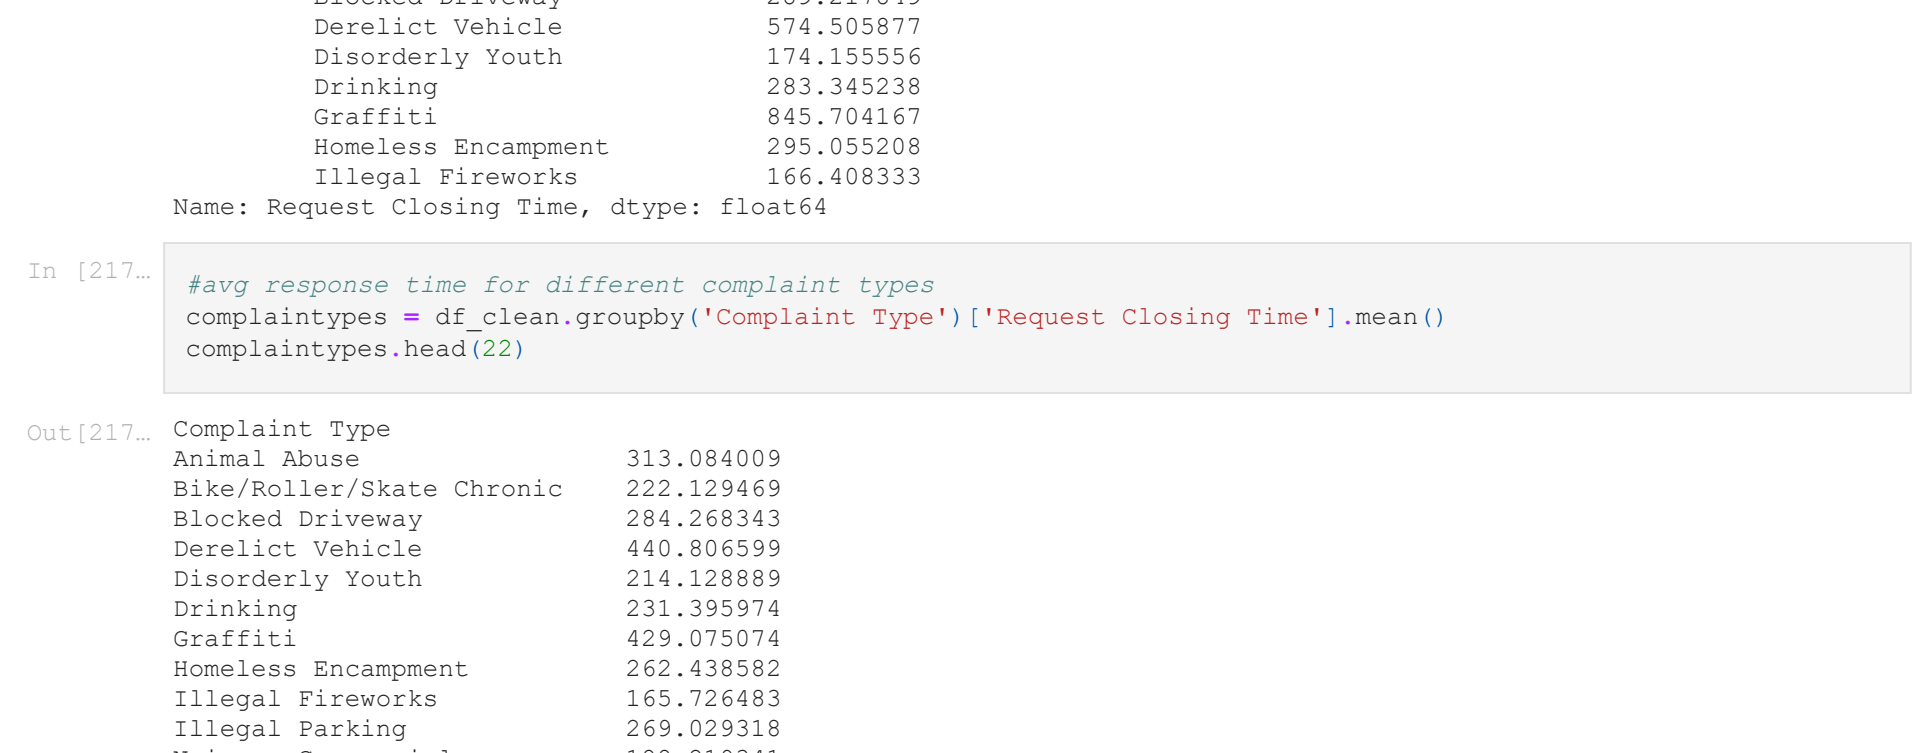 Derelict Vehicle 574.505877
Disorderly Youth 174.155556
Drinking 283.345238
Graffiti 845.704167
Homeless Encampment 295.055208
Illegal Fireworks 166.408333
Name: Request Closing Time, dtype: float64
In [217…
#avg response time for different complaint types
complaintypes = df_clean.groupby('Complaint Type')['Request Closing Time'].mean()
complaintypes.head(22)
Out[217… Complaint Type
Animal Abuse 313.084009
Bike/Roller/Skate Chronic 222.129469
Blocked Driveway 284.268343
Derelict Vehicle 440.806599
Disorderly Youth 214.128889
Drinking 231.395974
Graffiti 429.075074
Homeless Encampment 262.438582
Illegal Fireworks 165.726483
Illegal Parking 269.029318